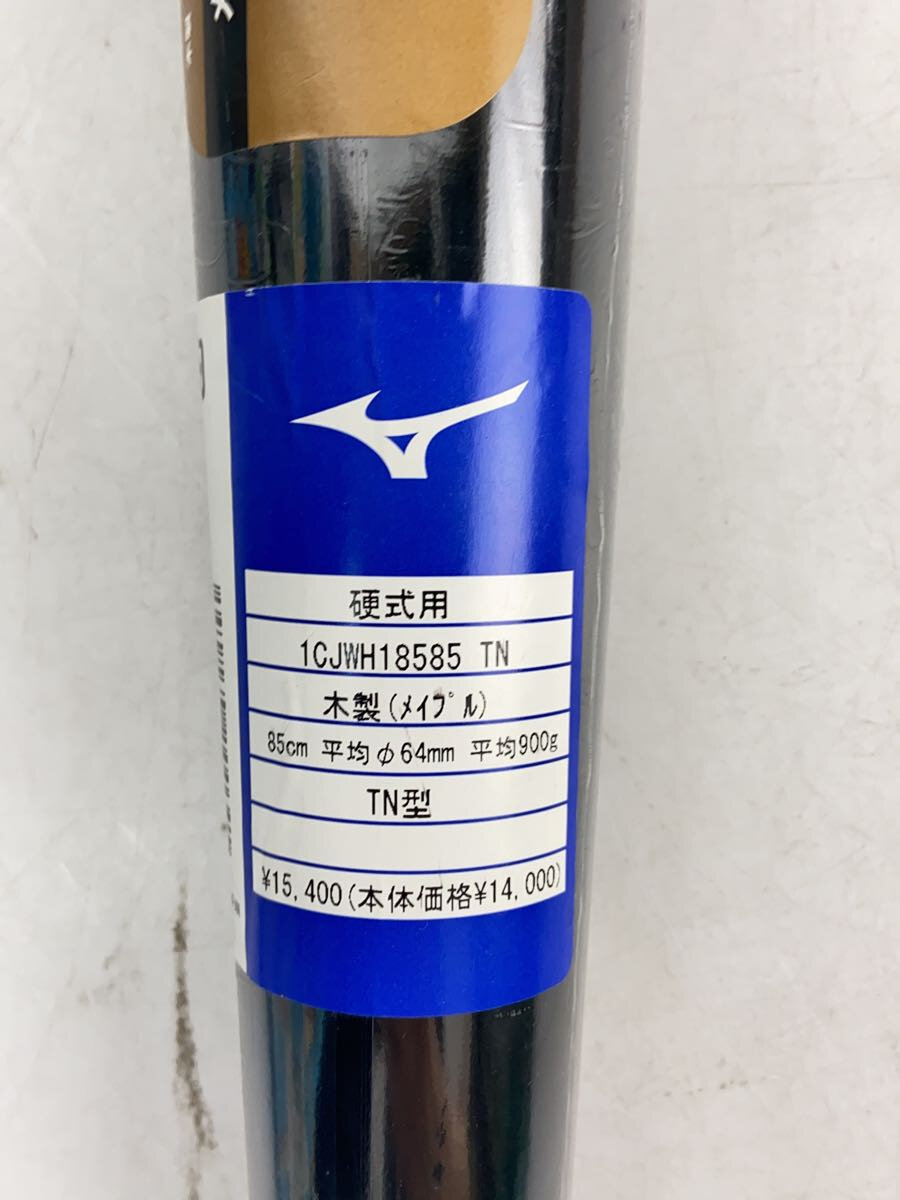 硬式用
1CJWH18585 TN
木製(ﾒｲﾌﾟﾙ)
85cm 平均φ64mm 平均900g
TN型
¥15,400(本体価格¥14,000)